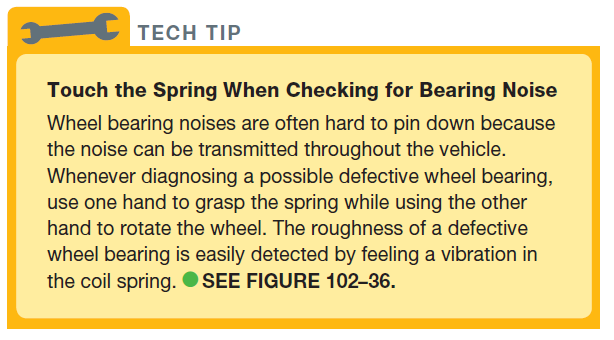 TECH TIP
Touch the Spring When Checking for Bearing Noise
Wheel bearing noises are often hard to pin down because
the noise can be transmitted throughout the vehicle.
Whenever diagnosing a possible defective wheel bearing,
use one hand to grasp the spring while using the other
hand to rotate the wheel. The roughness of a defective
wheel bearing is easily detected by feeling a vibration in
the coil spring. ● SEE FIGURE 102–36.